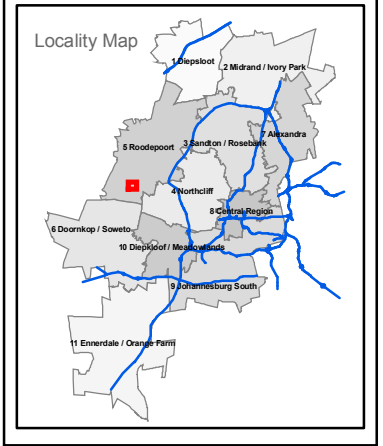 Locality Map
1 Diepsloot
2 Midrand / Ivory Park
7 Alexandra
3 Sandton / Rosebank
5 Roodepoort
4 Northcliff
8 Central Region
6 Doornkop / Soweto
10 Diepkloof / Meadowlands
9 Johannesburg South
11 Ennerdale / Orange Farm